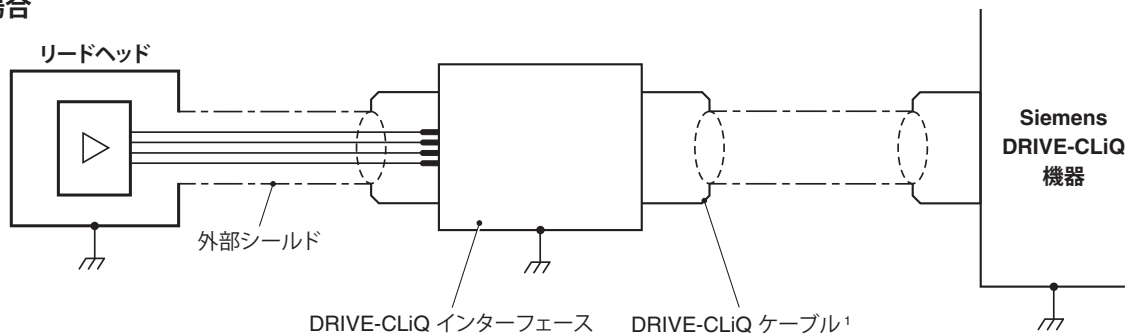 場合
リードヘッド
Siemens
DRIVE-CLiQ
機器
外部シールド
DRIVE-CLiQ インターフェース
DRIVE-CLiQ ケーブル¹